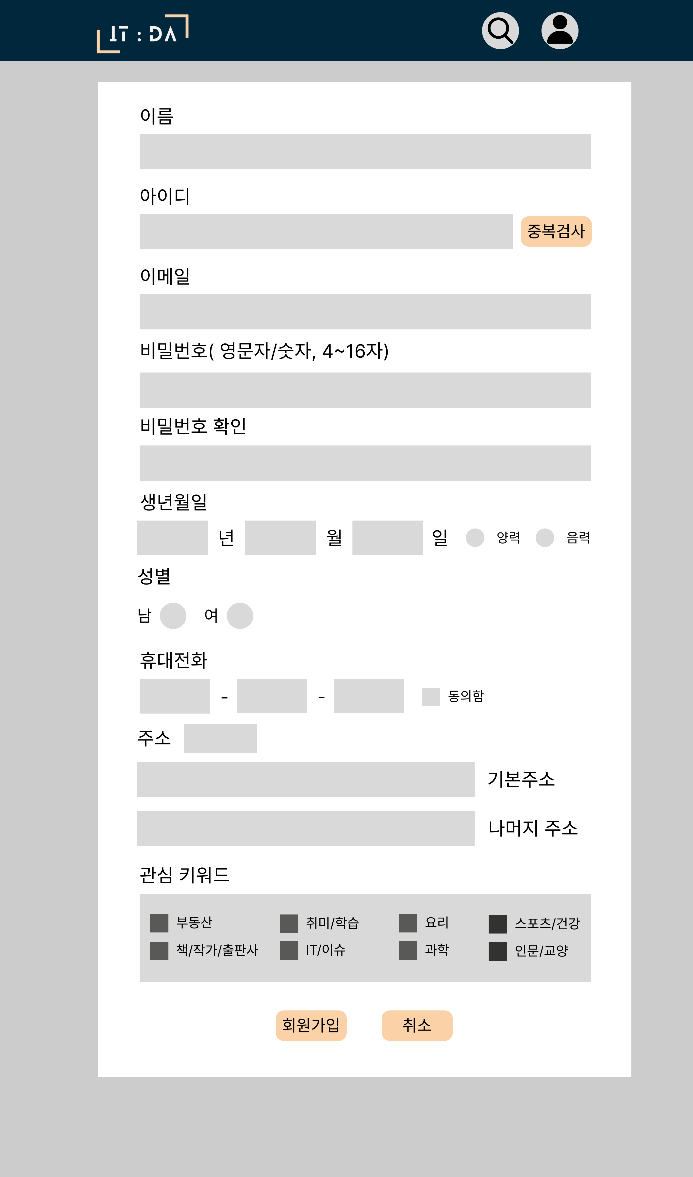 IT : DA
이름
아이디
중복검사
이메일
비밀번호( 영문자/숫자, 4~16자)
비밀번호 확인
생년월일
년 월 일 양력 음력
성별
남 여
휴대전화
- - 동의함
주소
기본주소
나머지 주소
관심 키워드
부동산 취미/학습 요리 스포츠/건강
책/작가/출판사 IT/이슈 과학 인문/교양
회원가입 취소